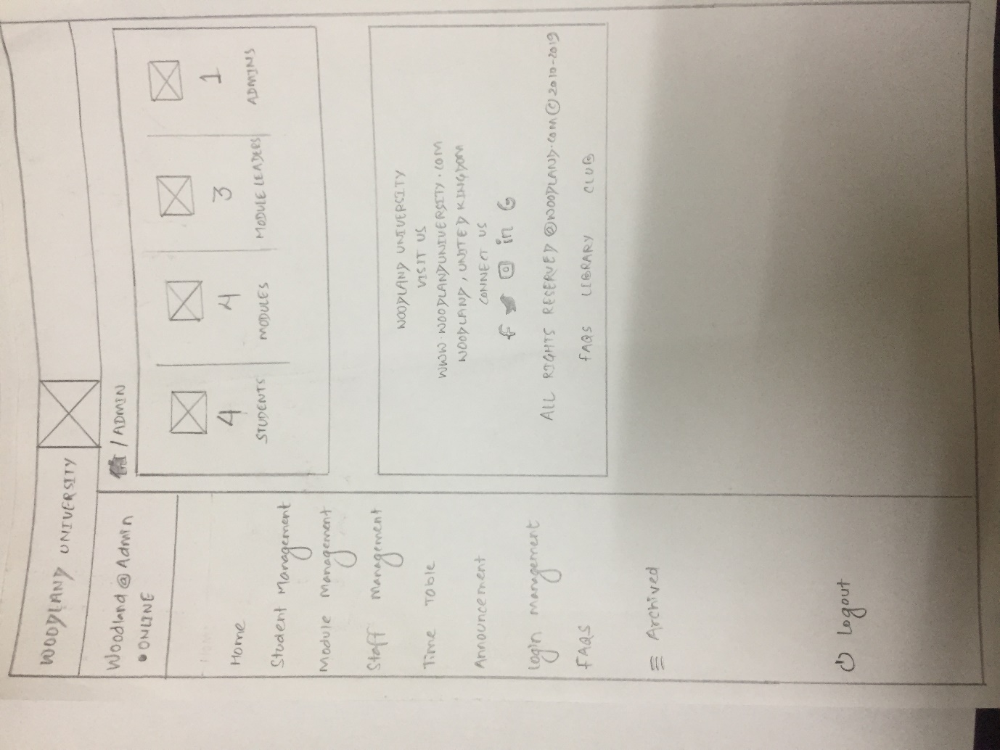 WOODLAND UNIVERSITY
Woodland @ Admin
ONLINE
Home
Student Management
Module Management
Staff Management
Time Table
Announcement
Login management
FAQS
Archived
Logout
/ ADMIN
4 4 3 1
STUDENTS MODULES MODULE LEADERS ADMINS
WOODLAND UNIVERSITY
VISIT US
WWW.WOODLANDUNIVERSITY.COM
WOODLAND, UNITED KINGDOM
CONNECT US
f in G
ALL RIGHTS RESERVED @WOODLAND.COM © 2010-2019
FAQS LIBRARY CLUB